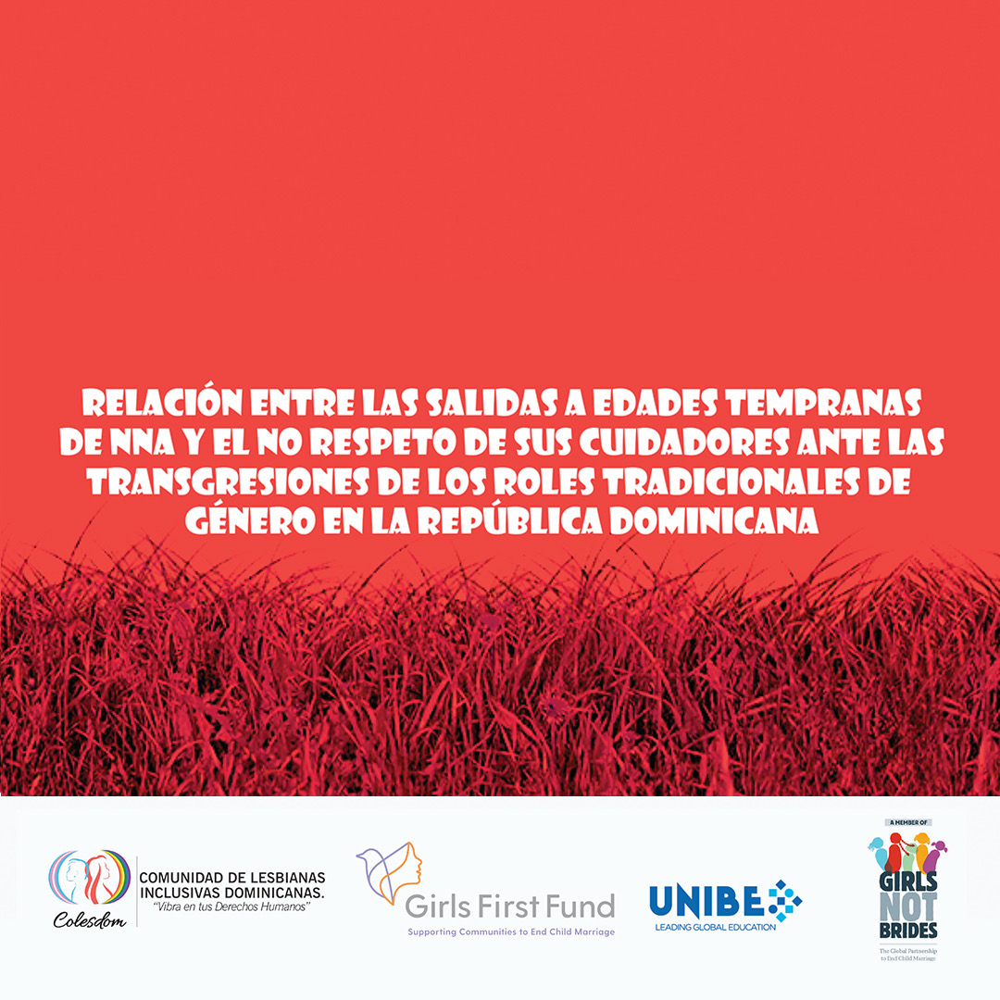 RELACIÓN ENTRE LAS SALIDAS A EDADES TEMPRANAS
DE NNA Y EL NO RESPETO DE SUS CUIDADORES ANTE LAS
TRANSGRESIONES DE LOS ROLES TRADICIONALES DE
GÉNERO EN LA REPÚBLICA DOMINICANA
Colesdom
COMUNIDAD DE LESBIANAS
INCLUSIVAS DOMINICANAS.
"Vibra en tus Derechos Humanos"
Girls First Fund
Supporting Communities to End Child Marriage
UNIBE
LEADING GLOBAL EDUCATION
A MEMBER OF
GIRLS
NOT
BRIDES
The Global Partnership
to End Child Marriage